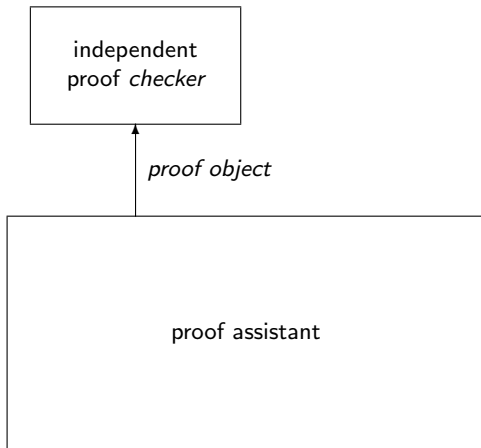 independent
proof checker
proof object
proof assistant